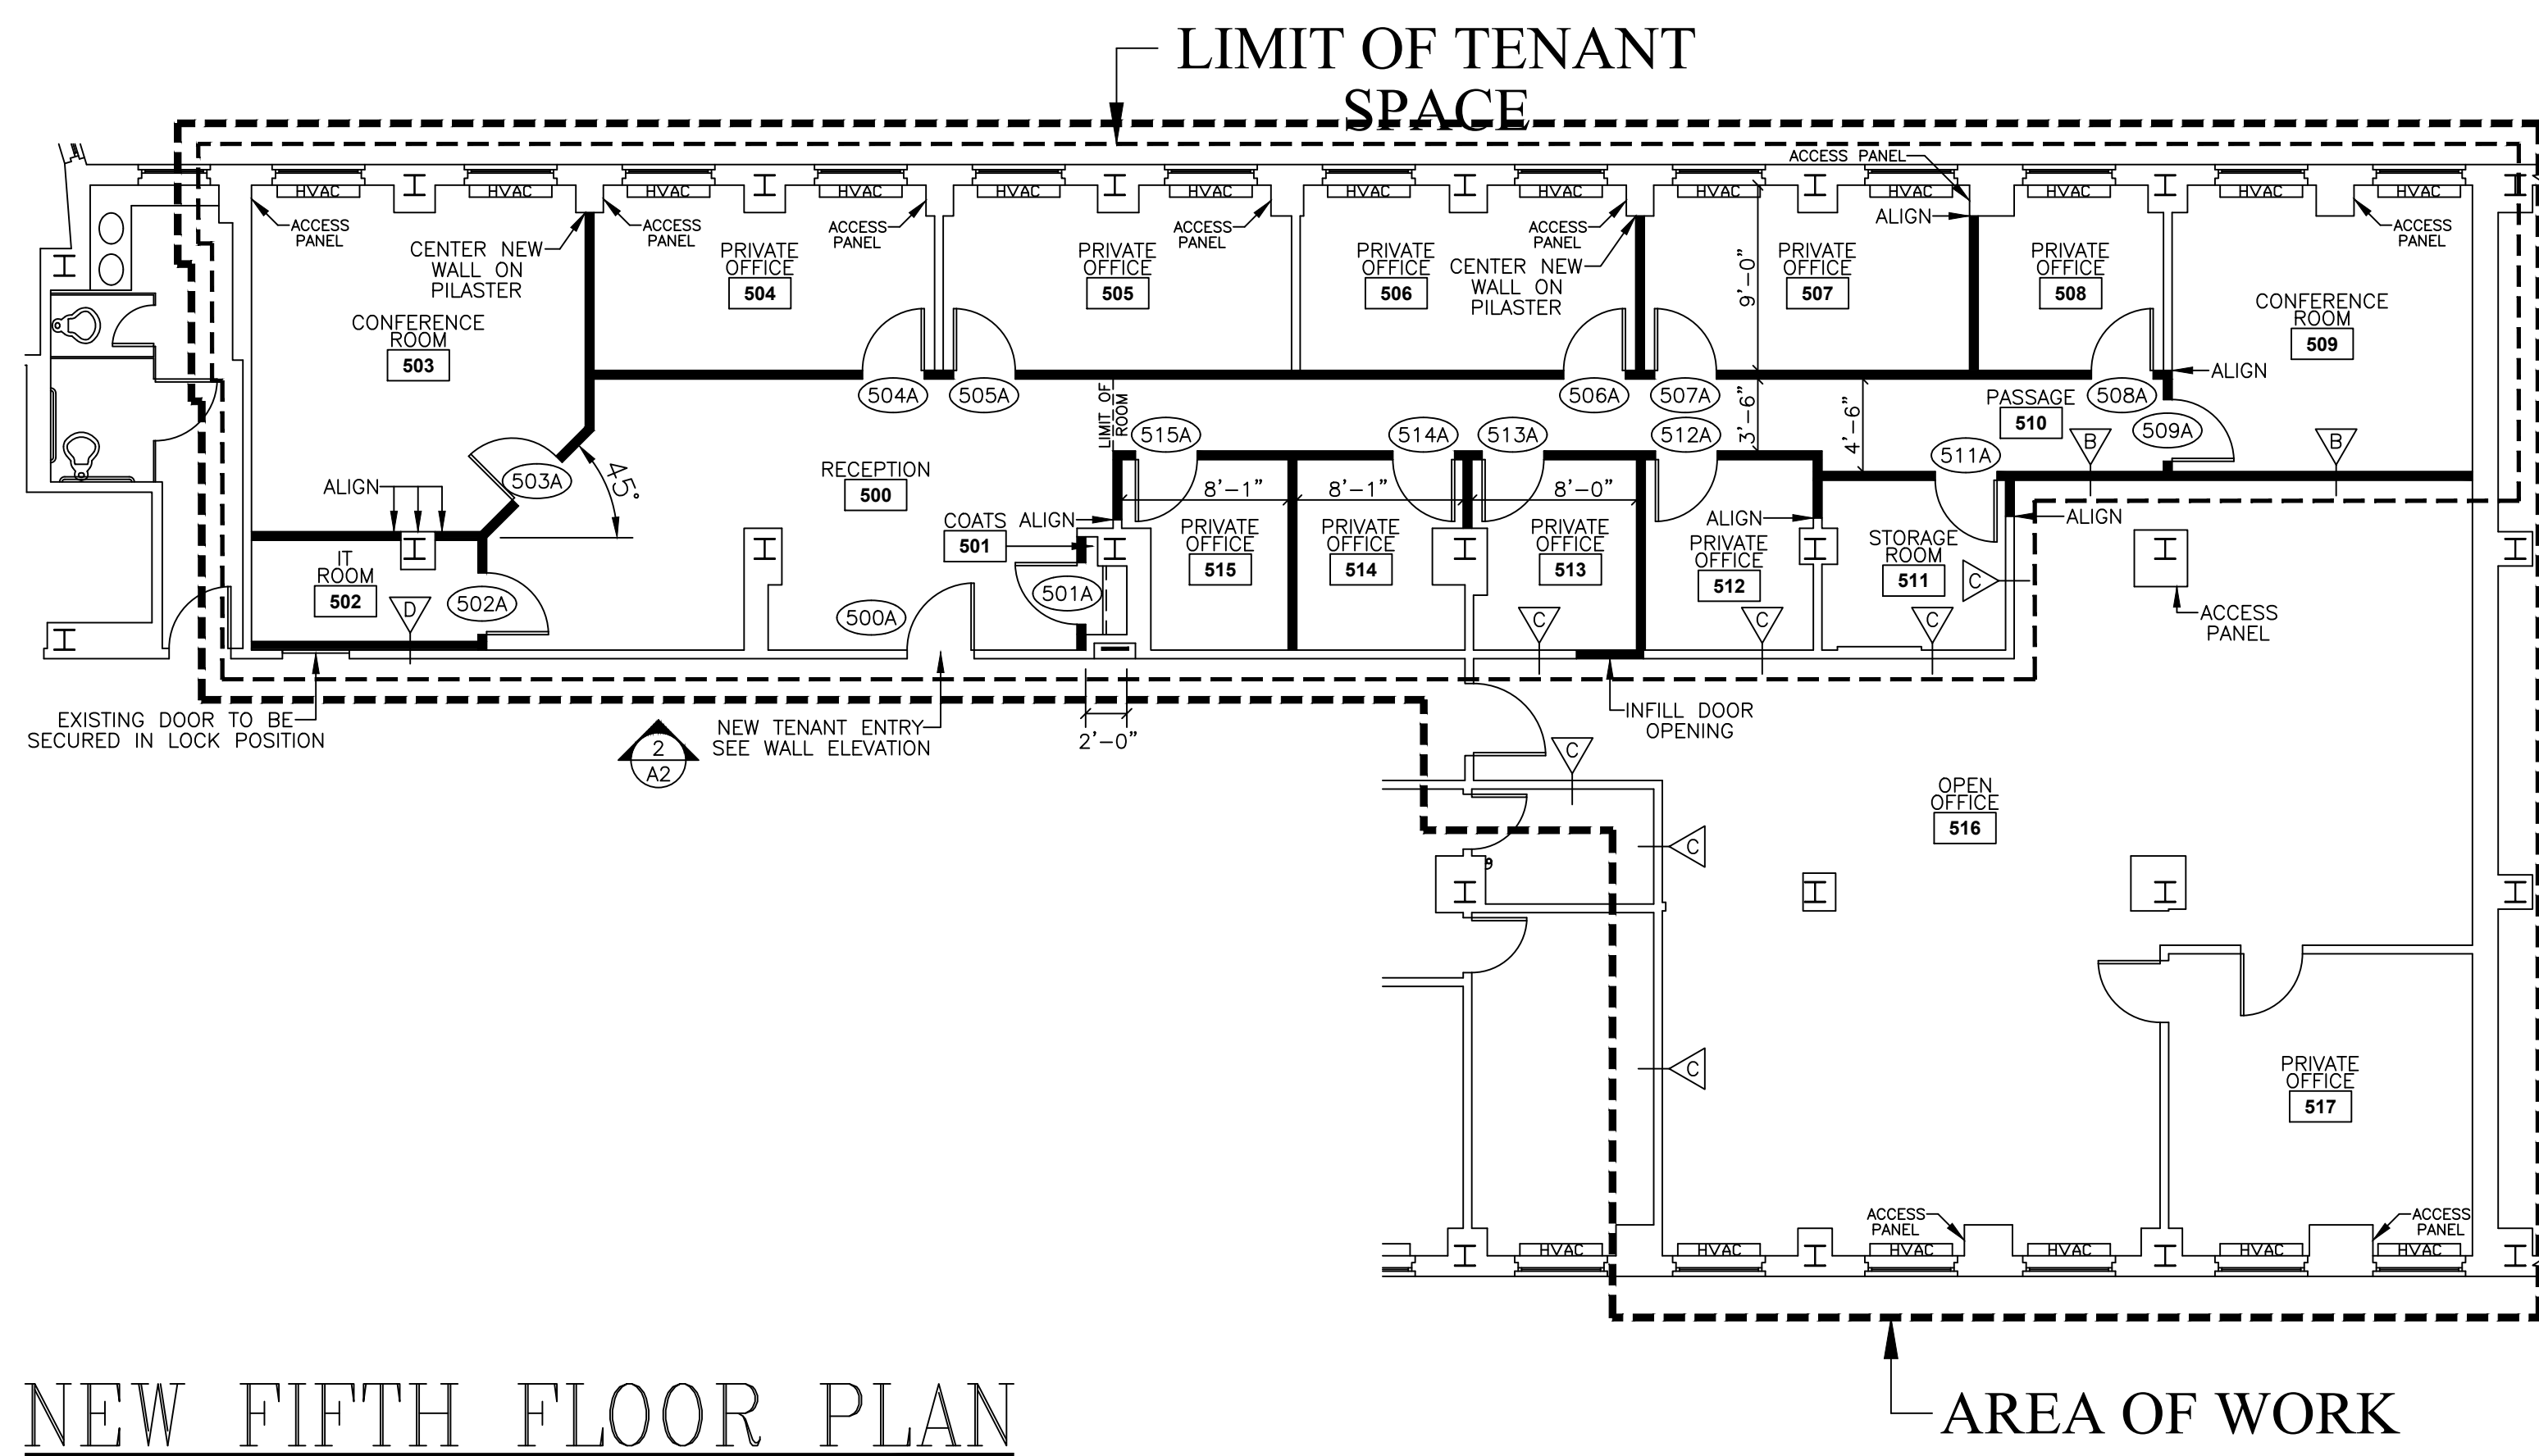 LIMIT OF TENANT
SPACE
ACCESS PANEL
HVAC
HVAC
HVAC
HVAC
HVAC
HVAC
HVAC
HVAC
HVAC
HVAC
HVAC
HVAC
HVAC
ACCESS
PANEL
CENTER NEW
WALL ON
PILASTER
ACCESS
PANEL
PRIVATE
OFFICE
504
ACCESS
PANEL
PRIVATE
OFFICE
505
ACCESS
PANEL
PRIVATE
OFFICE
506
ACCESS
PANEL
CENTER NEW
WALL ON
PILASTER
9'-0"
PRIVATE
OFFICE
507
ALIGN
PRIVATE
OFFICE
508
ACCESS
PANEL
CONFERENCE
ROOM
509
CONFERENCE
ROOM
503
504A
505A
506A
507A
508A
ALIGN
LIMIT OF
ROOM
3'-6"
4'-6"
PASSAGE
510
509A
B
B
515A
514A
513A
512A
511A
503A
45°
ALIGN
RECEPTION
500
8'-1"
8'-1"
8'-0"
COATS
501
ALIGN
PRIVATE
OFFICE
515
PRIVATE
OFFICE
514
PRIVATE
OFFICE
513
ALIGN
PRIVATE
OFFICE
512
STORAGE
ROOM
511
ALIGN
C
IT
ROOM
502
D
502A
500A
501A
C
C
C
ACCESS
PANEL
EXISTING DOOR TO BE
SECURED IN LOCK POSITION
2
A2
NEW TENANT ENTRY
SEE WALL ELEVATION
2'-0"
INFILL DOOR
OPENING
C
OPEN
OFFICE
516
C
C
PRIVATE
OFFICE
517
ACCESS
PANEL
ACCESS
PANEL
HVAC
HVAC
HVAC
HVAC
HVAC
HVAC
AREA OF WORK
NEW FIFTH FLOOR PLAN